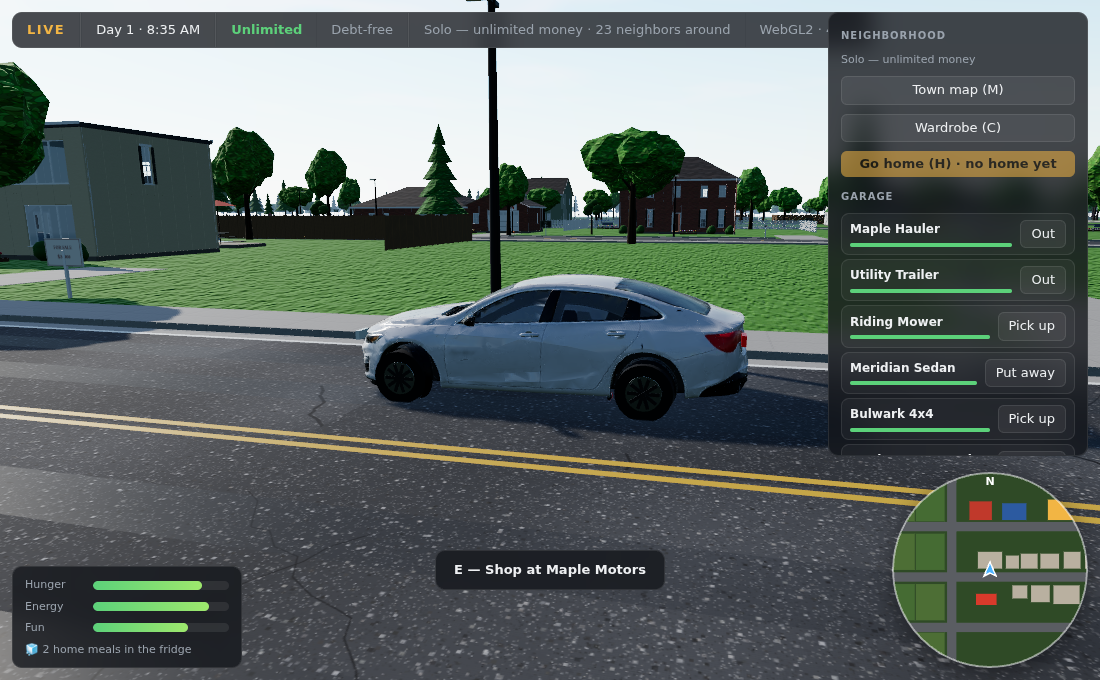 LIVE
Day 1 · 8:35 AM
Unlimited
Debt-free
Solo — unlimited money · 23 neighbors around
WebGL2 ·
NEIGHBORHOOD
Solo — unlimited money
Town map (M)
Wardrobe (C)
Go home (H) · no home yet
GARAGE
Maple Hauler
Out
Utility Trailer
Out
Riding Mower
Pick up
Meridian Sedan
Put away
Bulwark 4x4
Pick up
N
E — Shop at Maple Motors
Hunger
Energy
Fun
2 home meals in the fridge